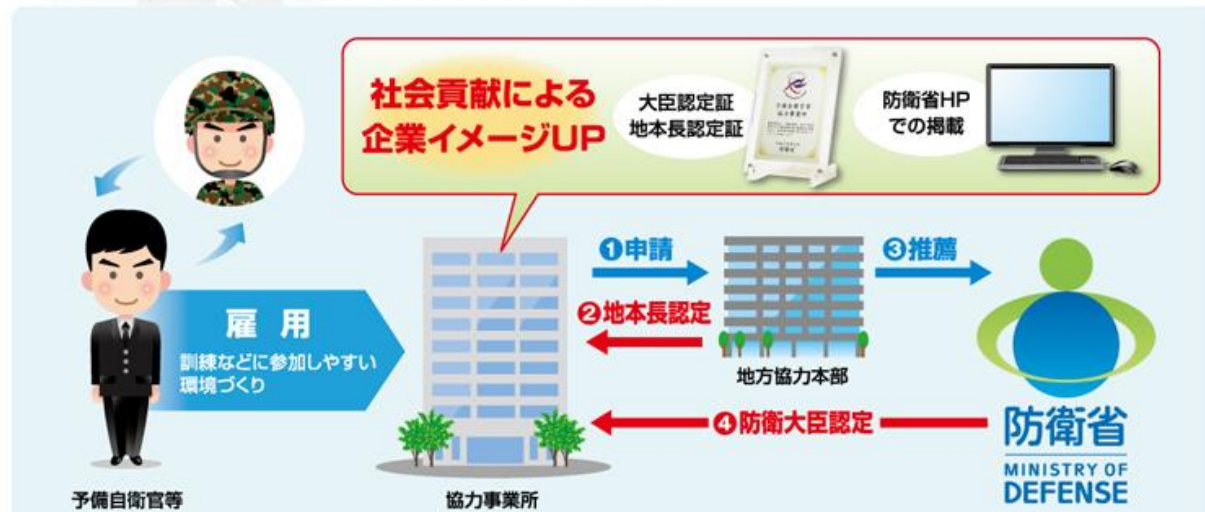 社会貢献による
企業イメージUP
大臣認定証
地本長認定証
防衛省HP
での掲載
❶申請
❸推薦
❷地本長認定
雇用
訓練などに参加しやすい
環境づくり
地方協力本部
❹防衛大臣認定
防衛省
MINISTRY OF
DEFENSE
予備自衛官等
協力事業所